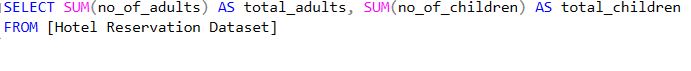 SELECT SUM(no_of_adults) AS total_adults, SUM(no_of_children) AS total_children
FROM [Hotel Reservation Dataset]